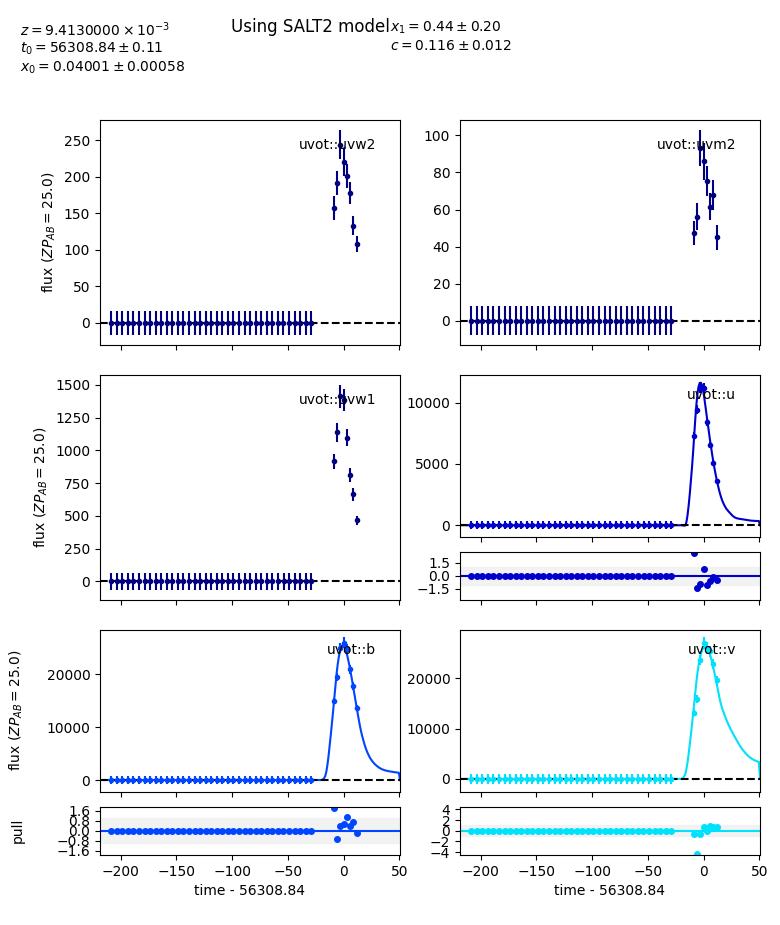 Using SALT2 model
z = 9.4130000 × 10⁻³
t₀ = 56308.84 ± 0.11
x₀ = 0.04001 ± 0.00058
x₁ = 0.44 ± 0.20
c = 0.116 ± 0.012
uvot::uvw2
250
200
150
100
50
0
flux (ZP_AB = 25.0)
uvot::uvm2
100
80
60
40
20
0
uvot::uvw1
1500
1250
1000
750
500
250
0
flux (ZP_AB = 25.0)
uvot::u
10000
5000
0
1.5
0.0
−1.5
uvot::b
20000
10000
0
flux (ZP_AB = 25.0)
1.6
0.8
0.0
−0.8
−1.6
pull
−200 −150 −100 −50 0 50
time - 56308.84
uvot::v
20000
10000
0
4
2
0
−2
−4
−200 −150 −100 −50 0 50
time - 56308.84